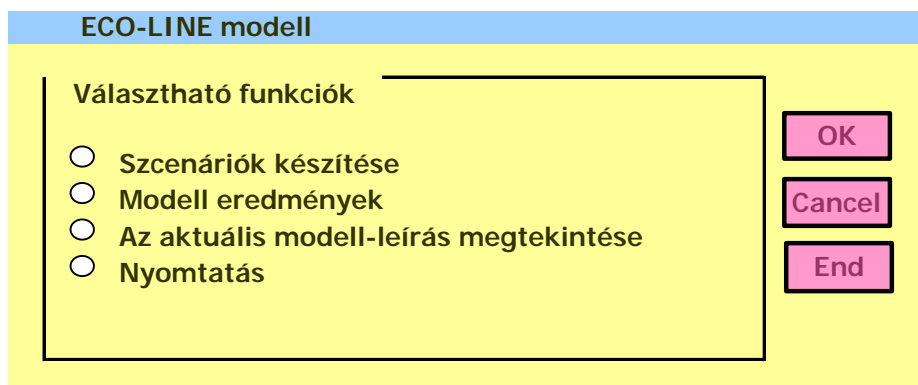 ECO-LINE modell
Választható funkciók
Szcenáriók készítése
Modell eredmények
Az aktuális modell-leírás megtekintése
Nyomtatás
OK
Cancel
End